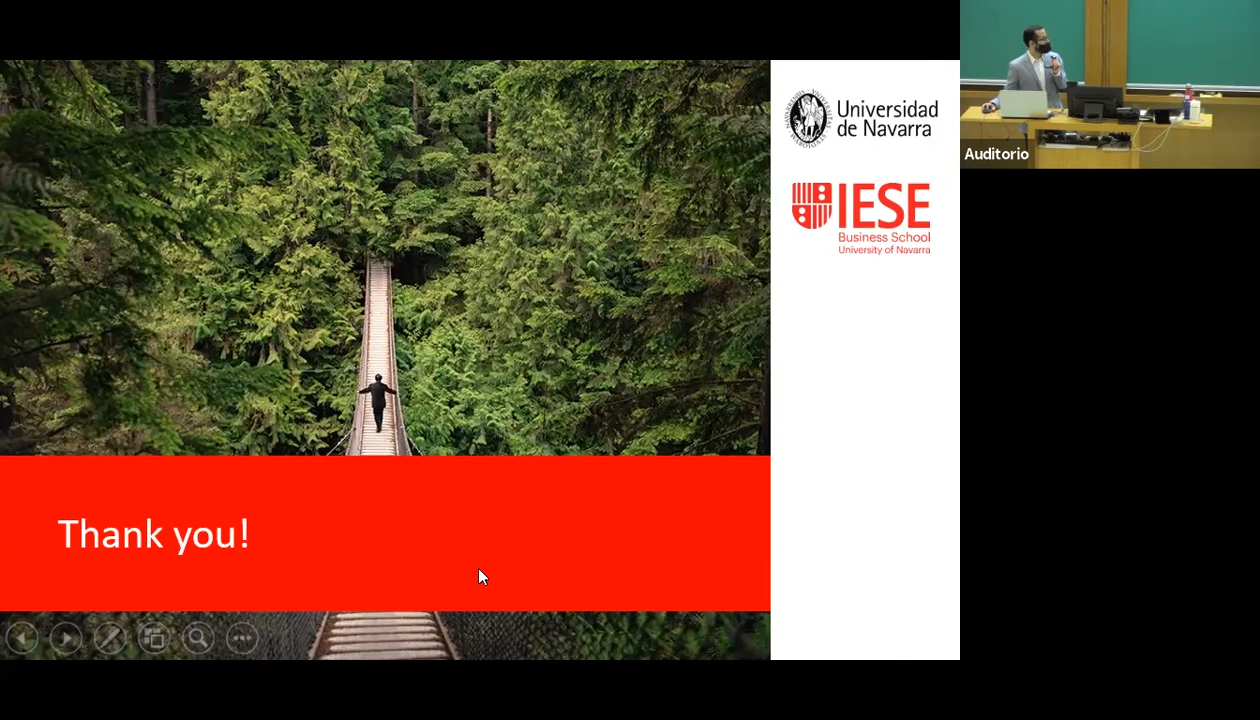 Universidad
de Navarra
IESE
Business School
University of Navarra
Auditorio
Thank you!